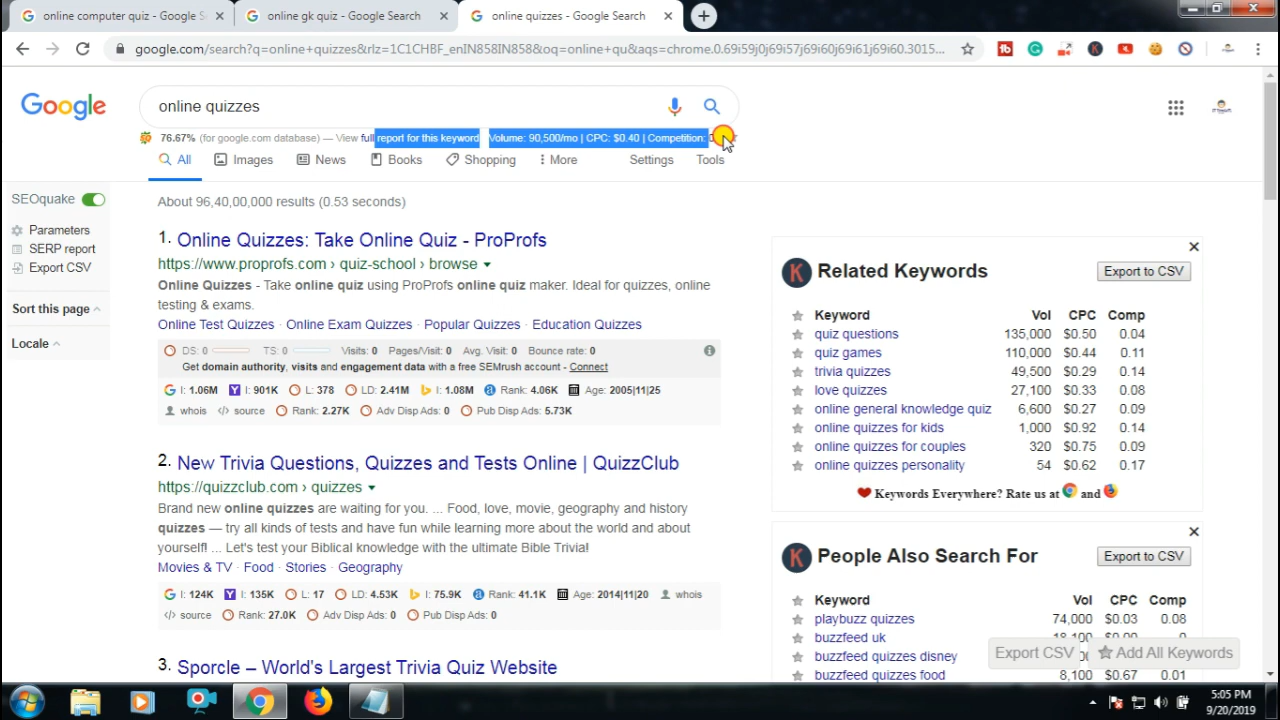 online computer quiz - Google S
online gk quiz - Google Search
online quizzes - Google Search
google.com/search?q=online+quizzes&rlz=1C1CHBF_enIN858IN858&oq=online+qu&aqs=chrome.0.69i59j0j69i57j69i60j69i61j69i60.3015...
Google
online quizzes
76.67% (for google.com database) — View full report for this keyword Volume: 90,500/mo | CPC: $0.40 | Competition:
All Images News Books Shopping More Settings Tools
SEOquake
Parameters
SERP report
Export CSV
Sort this page
Locale
About 96,40,00,000 results (0.53 seconds)
1. Online Quizzes: Take Online Quiz - ProProfs
https://www.proprofs.com › quiz-school › browse
Online Quizzes - Take online quiz using ProProfs online quiz maker. Ideal for quizzes, online
testing & exams.
Online Test Quizzes · Online Exam Quizzes · Popular Quizzes · Education Quizzes
DS: 0 TS: 0 Visits: 0 Pages/Visit: 0 Avg. Visit: 0 Bounce rate: 0
Get domain authority, visits and engagement data with a free SEMrush account - Connect
I: 1.06M I: 901K L: 378 LD: 2.41M I: 1.08M Rank: 4.06K Age: 2005|11|25
whois source Rank: 2.27K Adv Disp Ads: 0 Pub Disp Ads: 5.73K
2. New Trivia Questions, Quizzes and Tests Online | QuizzClub
https://quizzclub.com › quizzes
Brand new online quizzes are waiting for you. ... Food, love, movie, geography and history
quizzes — try all kinds of tests and have fun while learning more about the world and about
yourself! ... Let's test your Biblical knowledge with the ultimate Bible Trivia!
Movies & TV · Food · Stories · Geography
I: 124K I: 135K L: 17 LD: 4.53K I: 75.9K Rank: 41.1K Age: 2014|11|20 whois
source Rank: 27.0K Adv Disp Ads: 0 Pub Disp Ads: 0
3. Sporcle – World's Largest Trivia Quiz Website
Related Keywords Export to CSV
Keyword Vol CPC Comp
quiz questions 135,000 $0.50 0.04
quiz games 110,000 $0.44 0.11
trivia quizzes 49,500 $0.29 0.14
love quizzes 27,100 $0.33 0.08
online general knowledge quiz 6,600 $0.27 0.09
online quizzes for kids 1,000 $0.92 0.14
online quizzes for couples 320 $0.75 0.09
online quizzes personality 54 $0.62 0.17
Keywords Everywhere? Rate us at and
People Also Search For Export to CSV
Keyword Vol CPC Comp
playbuzz quizzes 74,000 $0.03 0.08
buzzfeed uk
buzzfeed quizzes disney
buzzfeed quizzes food 8,100 $0.67 0.01
Export CSV Add All Keywords
5:05 PM
9/20/2019